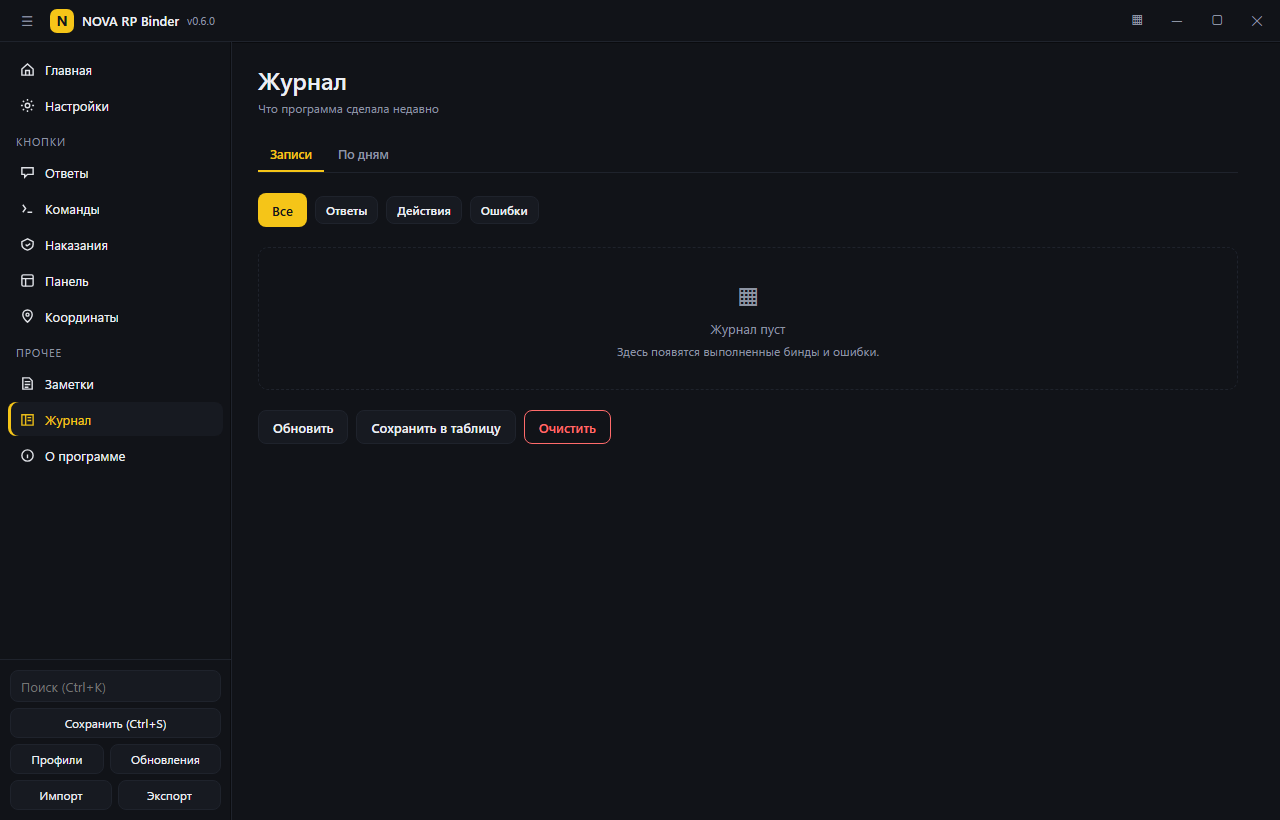 N NOVA RP Binder v0.6.0
Главная
Настройки
КНОПКИ
Ответы
Команды
Наказания
Панель
Координаты
ПРОЧЕЕ
Заметки
Журнал
О программе
Поиск (Ctrl+K)
Сохранить (Ctrl+S)
Профили Обновления
Импорт Экспорт
Журнал
Что программа сделала недавно
Записи По дням
Все Ответы Действия Ошибки
Журнал пуст
Здесь появятся выполненные бинды и ошибки.
Обновить Сохранить в таблицу Очистить